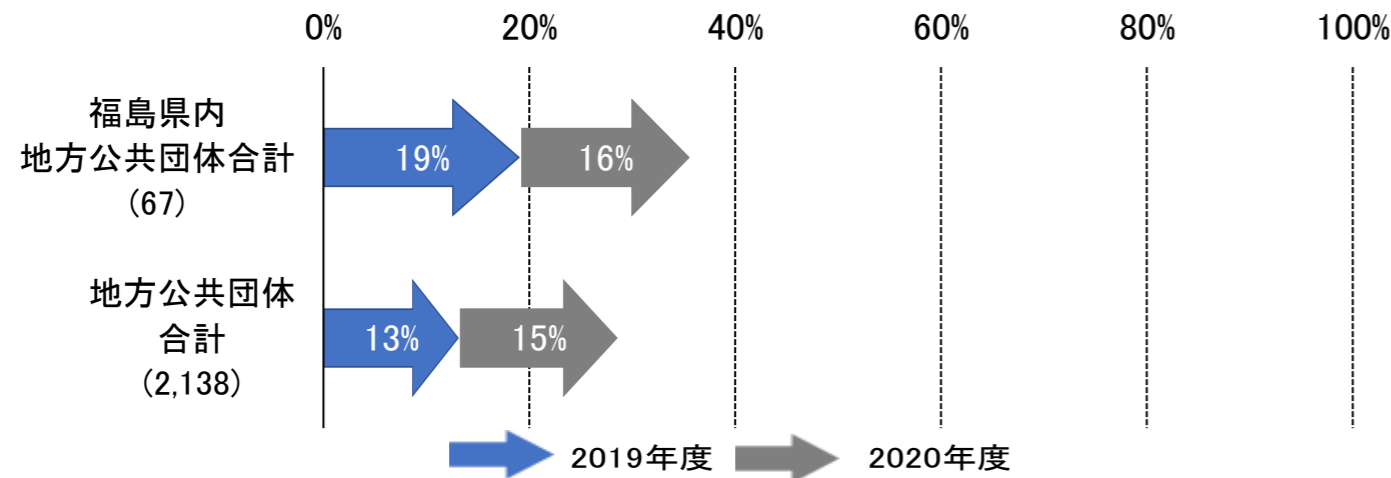 0% 20% 40% 60% 80% 100%
福島県内
地方公共団体合計
(67)
19% 16%
地方公共団体
合計
(2,138)
13% 15%
2019年度 2020年度